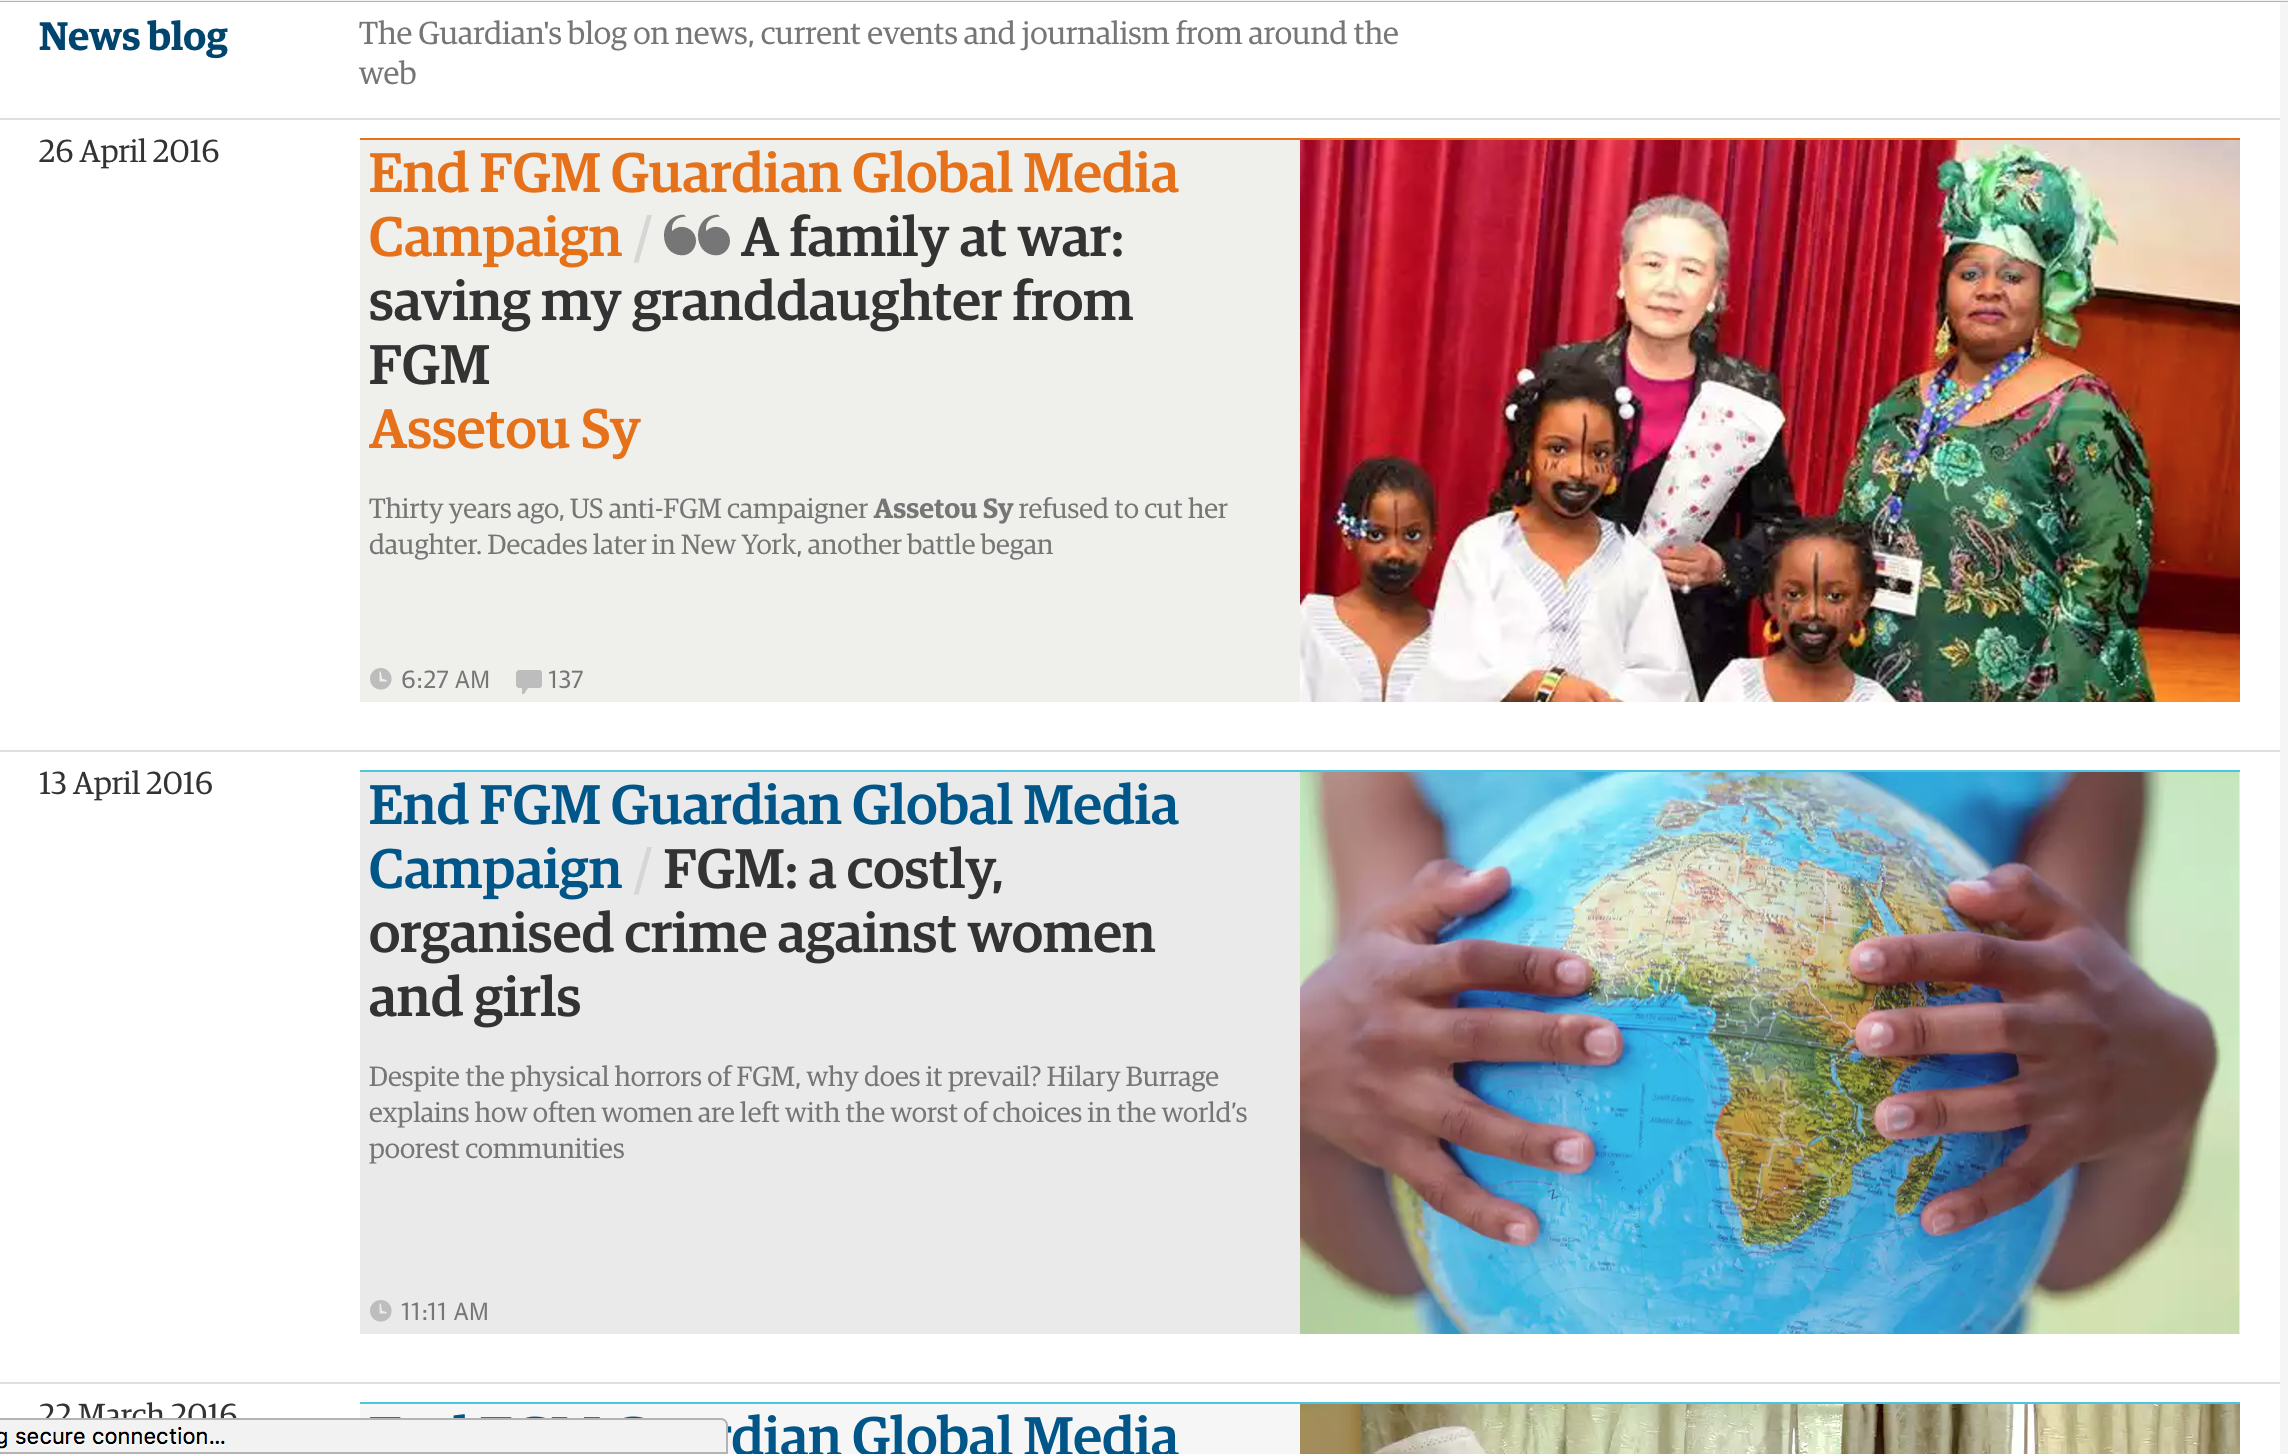 News blog
The Guardian's blog on news, current events and journalism from around the
web
26 April 2016
End FGM Guardian Global Media
Campaign / “ A family at war:
saving my granddaughter from
FGM
Assetou Sy
Thirty years ago, US anti-FGM campaigner Assetou Sy refused to cut her
daughter. Decades later in New York, another battle began
6:27 AM 137
13 April 2016
End FGM Guardian Global Media
Campaign / FGM: a costly,
organised crime against women
and girls
Despite the physical horrors of FGM, why does it prevail? Hilary Burrage
explains how often women are left with the worst of choices in the world’s
poorest communities
11:11 AM
22 March 2016
dian Global Media
g secure connection...